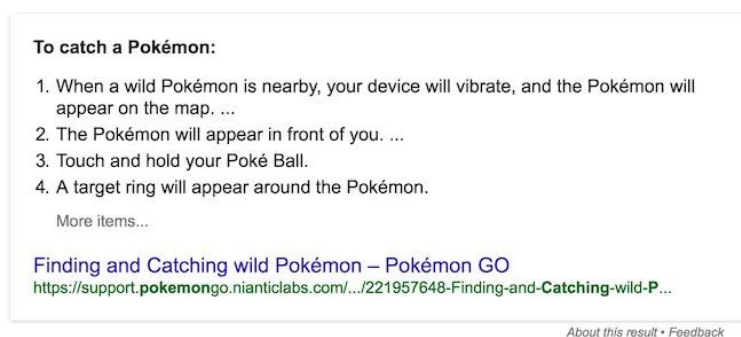 To catch a Pokémon:
1. When a wild Pokémon is nearby, your device will vibrate, and the Pokémon will
appear on the map. ...
2. The Pokémon will appear in front of you. ...
3. Touch and hold your Poké Ball.
4. A target ring will appear around the Pokémon.
More items...
Finding and Catching wild Pokémon – Pokémon GO
https://support.pokemongo.nianticlabs.com/.../221957648-Finding-and-Catching-wild-P...
About this result • Feedback